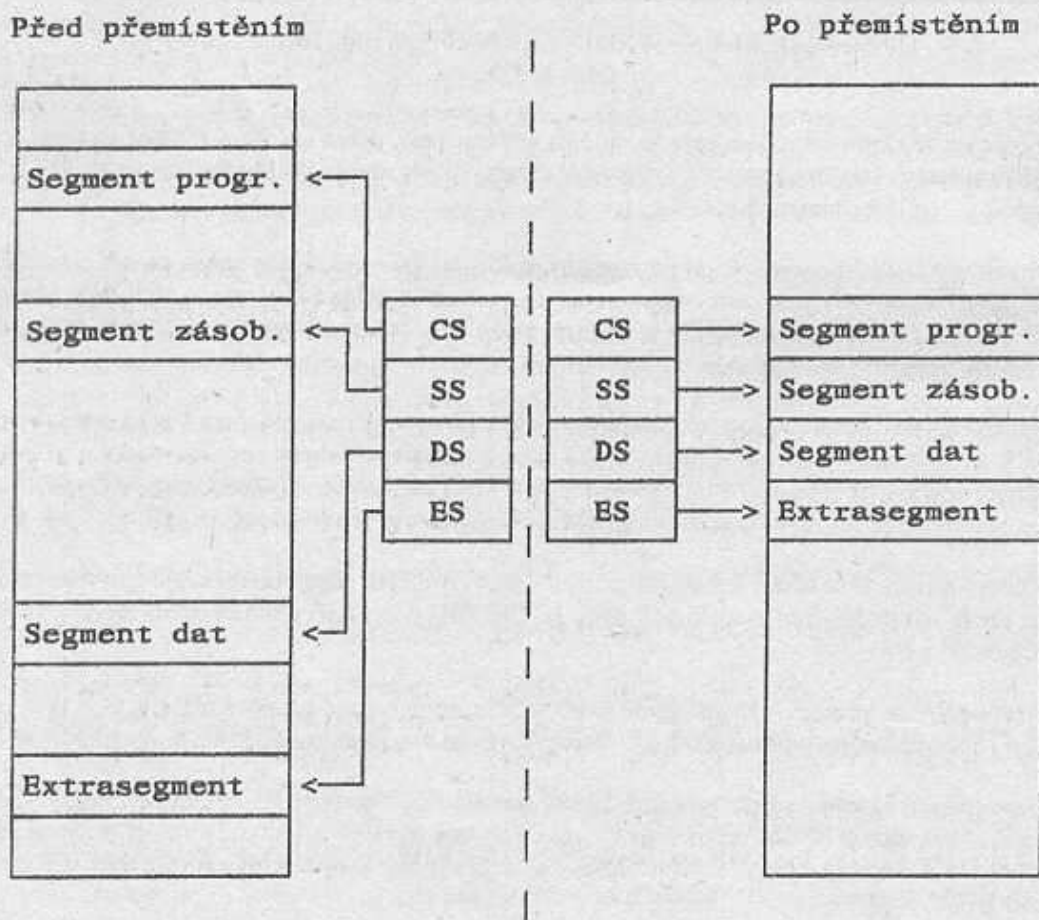 Před přemístěním
Po přemístěním
Segment progr.
Segment zásob.
CS
CS
Segment progr.
SS
SS
Segment zásob.
DS
DS
Segment dat
ES
ES
Extrasegment
Segment dat
Extrasegment